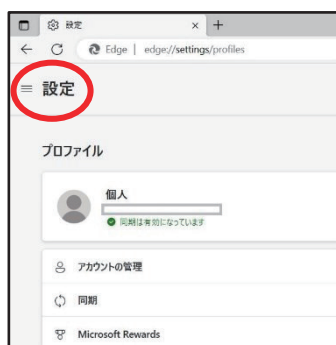 設定
Edge | edge://settings/profiles
設定
プロファイル
個人
同期は有効になっています
アカウントの管理
同期
Microsoft Rewards